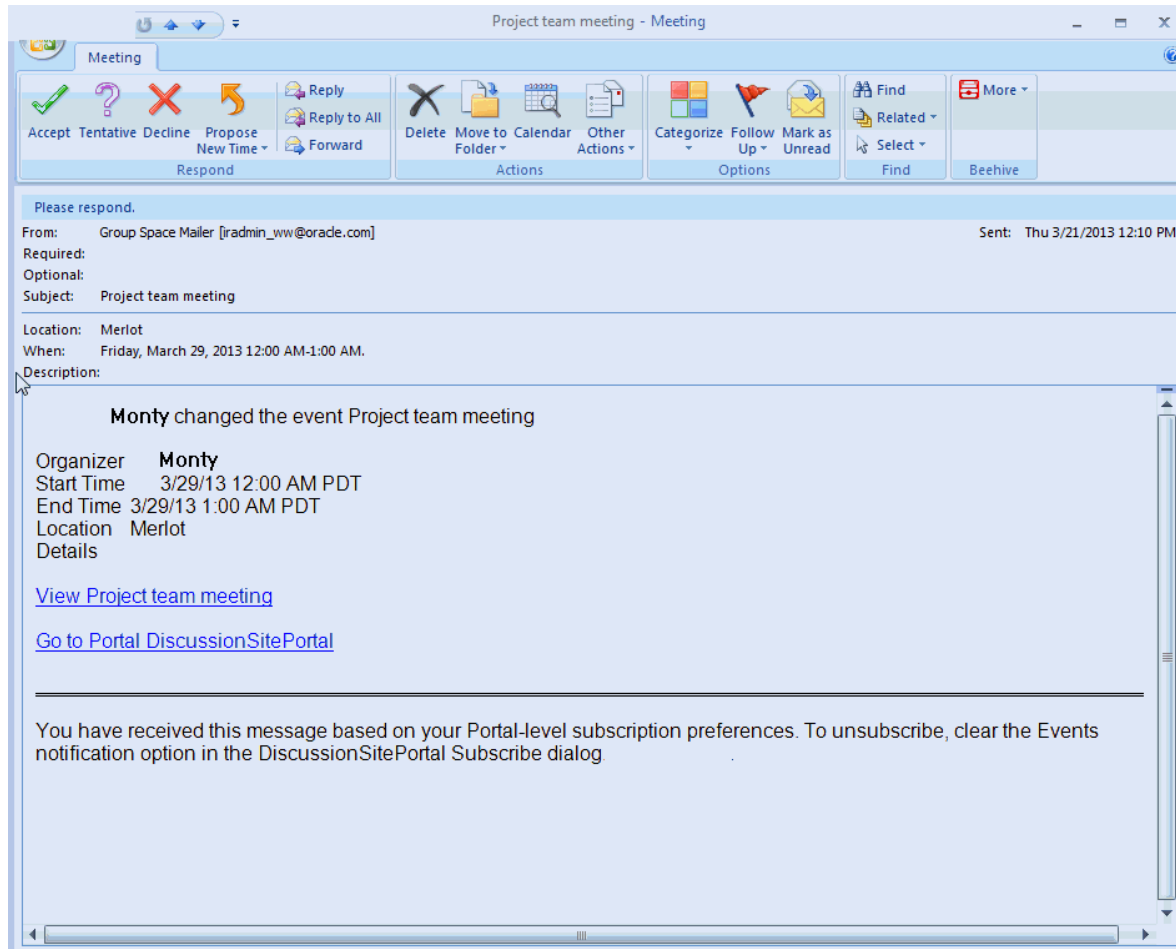 Project team meeting - Meeting
Meeting
Accept Tentative Decline Propose New Time
Reply
Reply to All
Forward
Respond
Delete Move to Folder Calendar Other Actions
Actions
Categorize Follow Up Mark as Unread
Options
Find
Related
Select
Find
More
Beehive
Please respond.
From: Group Space Mailer [iradmin_ww@oracle.com] Sent: Thu 3/21/2013 12:10 PM
Required:
Optional:
Subject: Project team meeting
Location: Merlot
When: Friday, March 29, 2013 12:00 AM-1:00 AM.
Description:
Monty changed the event Project team meeting
Organizer Monty
Start Time 3/29/13 12:00 AM PDT
End Time 3/29/13 1:00 AM PDT
Location Merlot
Details
View Project team meeting
Go to Portal DiscussionSitePortal
You have received this message based on your Portal-level subscription preferences. To unsubscribe, clear the Events
notification option in the DiscussionSitePortal Subscribe dialog .